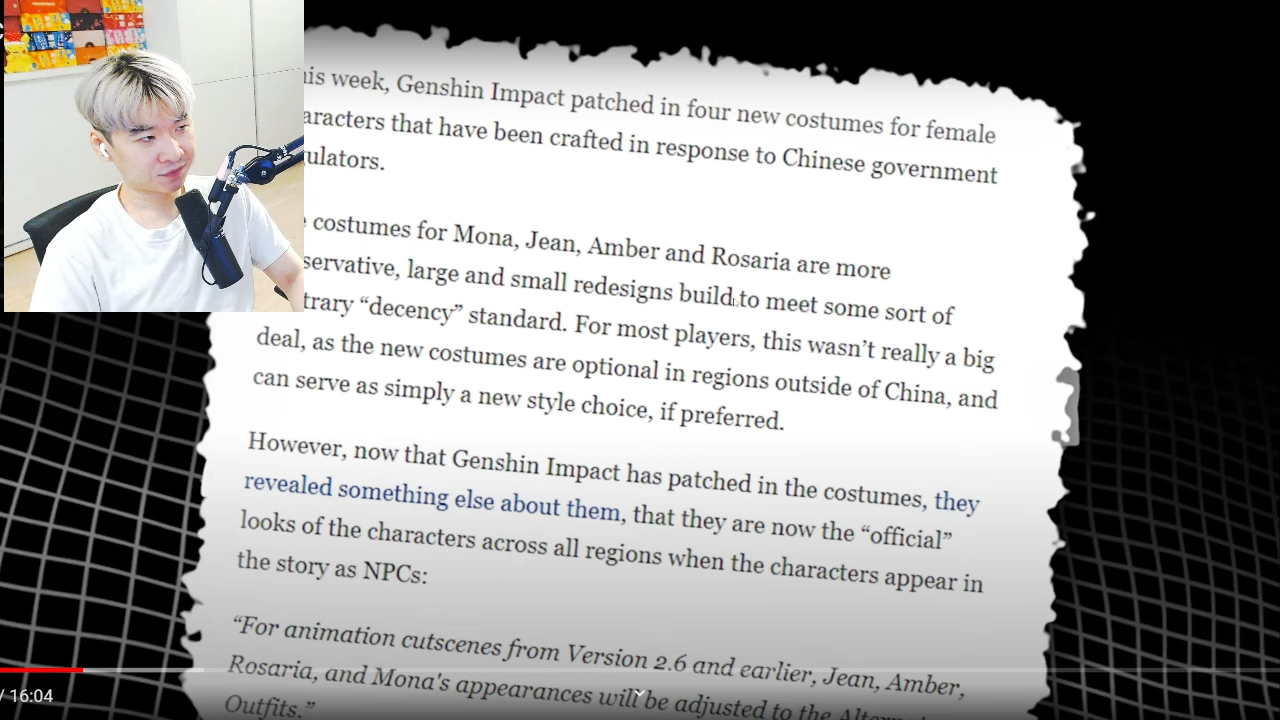 his week, Genshin Impact patched in four new costumes for female
aracters that have been crafted in response to Chinese government
ulators.
costumes for Mona, Jean, Amber and Rosaria are more
servative, large and small redesigns build to meet some sort of
trary “decency” standard. For most players, this wasn’t really a big
deal, as the new costumes are optional in regions outside of China, and
can serve as simply a new style choice, if preferred.
However, now that Genshin Impact has patched in the costumes, they
revealed something else about them, that they are now the “official”
looks of the characters across all regions when the characters appear in
the story as NPCs:
“For animation cutscenes from Version 2.6 and earlier, Jean, Amber,
Rosaria, and Mona's appearances will be adjusted to the
Outfits.”
/ 16:04